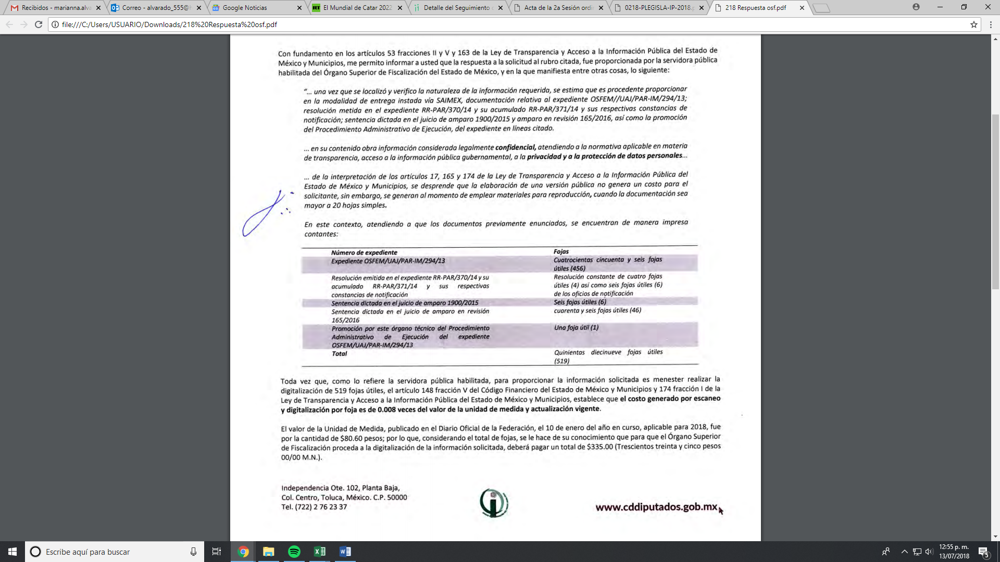 Recibidos - marianna.alva
Correo - alvarado_555@h
Google Noticias
El Mundial de Catar 2022
Detalle del Seguimiento
Acta de la 2a Sesión ordi
0218-PLEGISLA-IP-2018.p
218 Respuesta osf.pdf
file:///C:/Users/USUARIO/Downloads/218%20Respuesta%20osf.pdf
Con fundamento en los artículos 53 fracciones II y V y 163 de la Ley de Transparencia y Acceso a la Información Pública del Estado de
México y Municipios, me permito informar a usted que la respuesta a la solicitud al rubro citada, fue proporcionada por la servidora pública
habilitada del Órgano Superior de Fiscalización del Estado de México, y en la que manifiesta entre otras cosas, lo siguiente:
"... una vez que se localizó y verifico la naturaleza de la información requerida, se estima que es procedente proporcionar
en la modalidad de entrega instada vía SAIMEX, documentación relativa al expediente OSFEM//UAJ/PAR-IM/294/13;
resolución metida en el expediente RR-PAR/370/14 y su acumulado RR-PAR/371/14 y sus respectivas constancias de
notificación; sentencia dictada en el juicio de amparo 1900/2015 y amparo en revisión 165/2016, así como la promoción
del Procedimiento Administrativo de Ejecución, del expediente en líneas citado.
... en su contenido obra información considerada legalmente confidencial, atendiendo a la normativa aplicable en materia
de transparencia, acceso a la información pública gubernamental, a la privacidad y a la protección de datos personales...
... de la interpretación de los artículos 17, 165 y 174 de la Ley de Transparencia y Acceso a la Información Pública del
Estado de México y Municipios, se desprende que la elaboración de una versión pública no genera un costo para el
solicitante, sin embargo, se generan al momento de emplear materiales para reproducción, cuando la documentación sea
mayor a 20 hojas simples.
En este contexto, atendiendo a que los documentos previamente enunciados, se encuentran de manera impresa
contantes:
Número de expediente
Fojas
Expediente OSFEM/UAJ/PAR-IM/294/13
Cuatrocientas cincuenta y seis fojas
útiles (456)
Resolución emitida en el expediente RR-PAR/370/14 y su
acumulado RR-PAR/371/14 y sus respectivas
constancias de notificación
Resolución constante de cuatro fojas
útiles (4) así como seis fojas útiles (6)
de los oficios de notificación
Sentencia dictada en el juicio de amparo 1900/2015
Seis fojas útiles (6)
Sentencia dictada en el juicio de amparo en revisión
165/2016
cuarenta y seis fojas útiles (46)
Promoción por este órgano técnico del Procedimiento
Administrativo de Ejecución del expediente
OSFEM/UAJ/PAR-IM/294/13
Una foja útil (1)
Total
Quinientas diecinueve fojas útiles
(519)
Toda vez que, como lo refiere la servidora pública habilitada, para proporcionar la información solicitada es menester realizar la
digitalización de 519 fojas útiles, el artículo 148 fracción V del Código Financiero del Estado de México y Municipios y 174 fracción I de la
Ley de Transparencia y Acceso a la Información Pública del Estado de México y Municipios, establece que el costo generado por escaneo
y digitalización por foja es de 0.008 veces del valor de la unidad de medida y actualización vigente.
El valor de la Unidad de Medida, publicado en el Diario Oficial de la Federación, el 10 de enero del año en curso, aplicable para 2018, fue
por la cantidad de $80.60 pesos; por lo que, considerando el total de fojas, se le hace de su conocimiento que para que el Órgano Superior
de Fiscalización proceda a la digitalización de la información solicitada, deberá pagar un total de $335.00 (Trescientos treinta y cinco pesos
00/00 M.N.).
Independencia Ote. 102, Planta Baja,
Col. Centro, Toluca, México. C.P. 50000
Tel. (722) 2 76 23 37
www.cddiputados.gob.mx
Escribe aquí para buscar
12:55 p. m.
13/07/2018
5